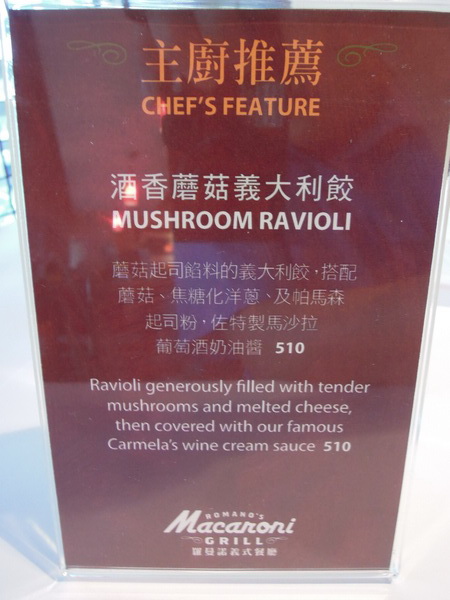 主廚推薦
CHEF'S FEATURE
酒香蘑菇義大利餃
MUSHROOM RAVIOLI
蘑菇起司餡料的義大利餃，搭配
蘑菇、焦糖化洋蔥、及帕馬森
起司粉，佐特製馬沙拉
葡萄酒奶油醬 510
Ravioli generously filled with tender
mushrooms and melted cheese,
then covered with our famous
Carmela's wine cream sauce 510
ROMANO'S
Macaroni
GRILL
羅曼諾義式餐廳